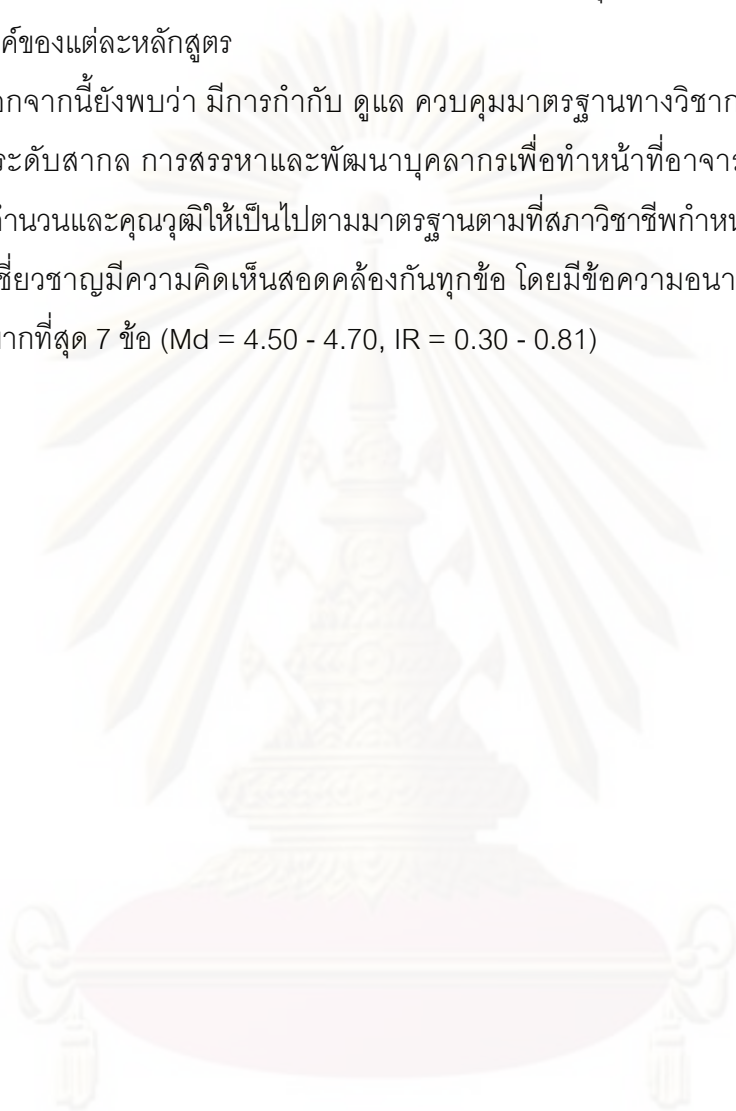 ค์ของแต่ละหลักสูตร
อกจากนี้ยังพบว่า มีการกำกับ ดูแล ควบคุมมาตรฐานทางวิชาก
ระดับสากล การสรรหาและพัฒนาบุคลากรเพื่อทำหน้าที่อาจาร
จำนวนและคุณวุฒิให้เป็นไปตามมาตรฐานตามที่สภาวิชาชีพกำหน
ชี่ยวชาญมีความคิดเห็นสอดคล้องกันทุกข้อ โดยมีข้อความอนา
มากที่สุด 7 ข้อ (Md = 4.50 - 4.70, IR = 0.30 - 0.81)